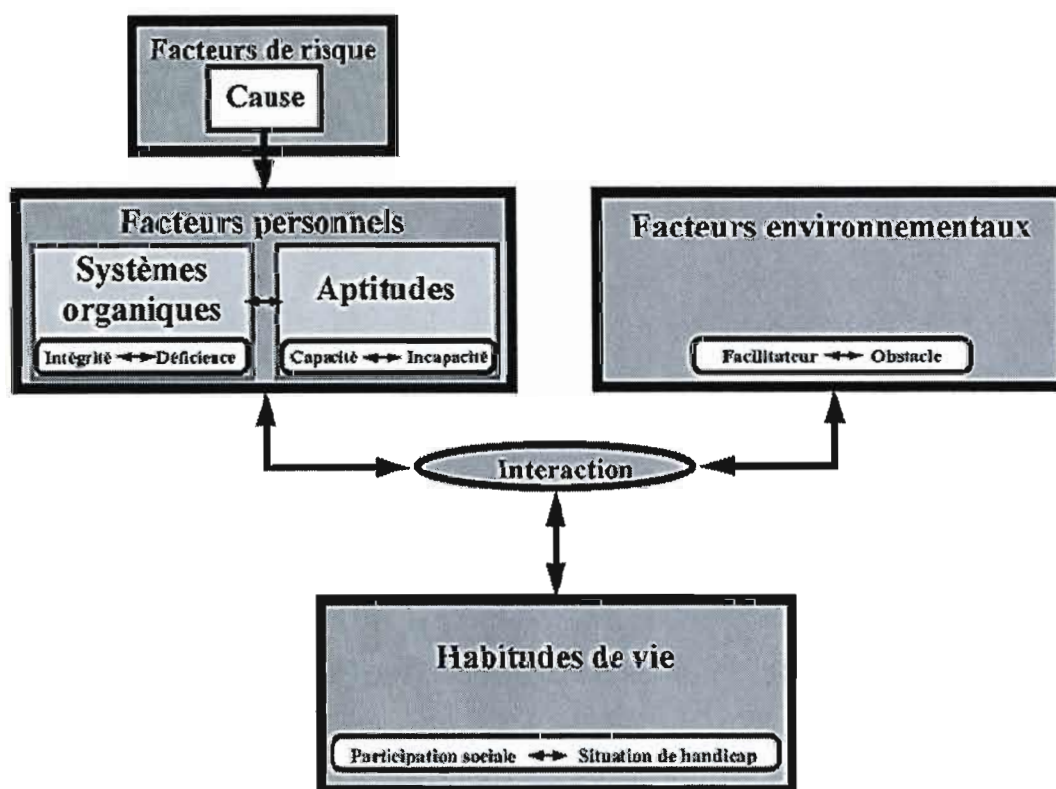 Facteurs de risque
Cause
Facteurs personnels
Systèmes
organiques
Intégrité Déficience
Aptitudes
Capacité Incapacité
Facteurs environnementaux
Facilitateur Obstacle
Interaction
Habitudes de vie
Participation sociale Situation de handicap